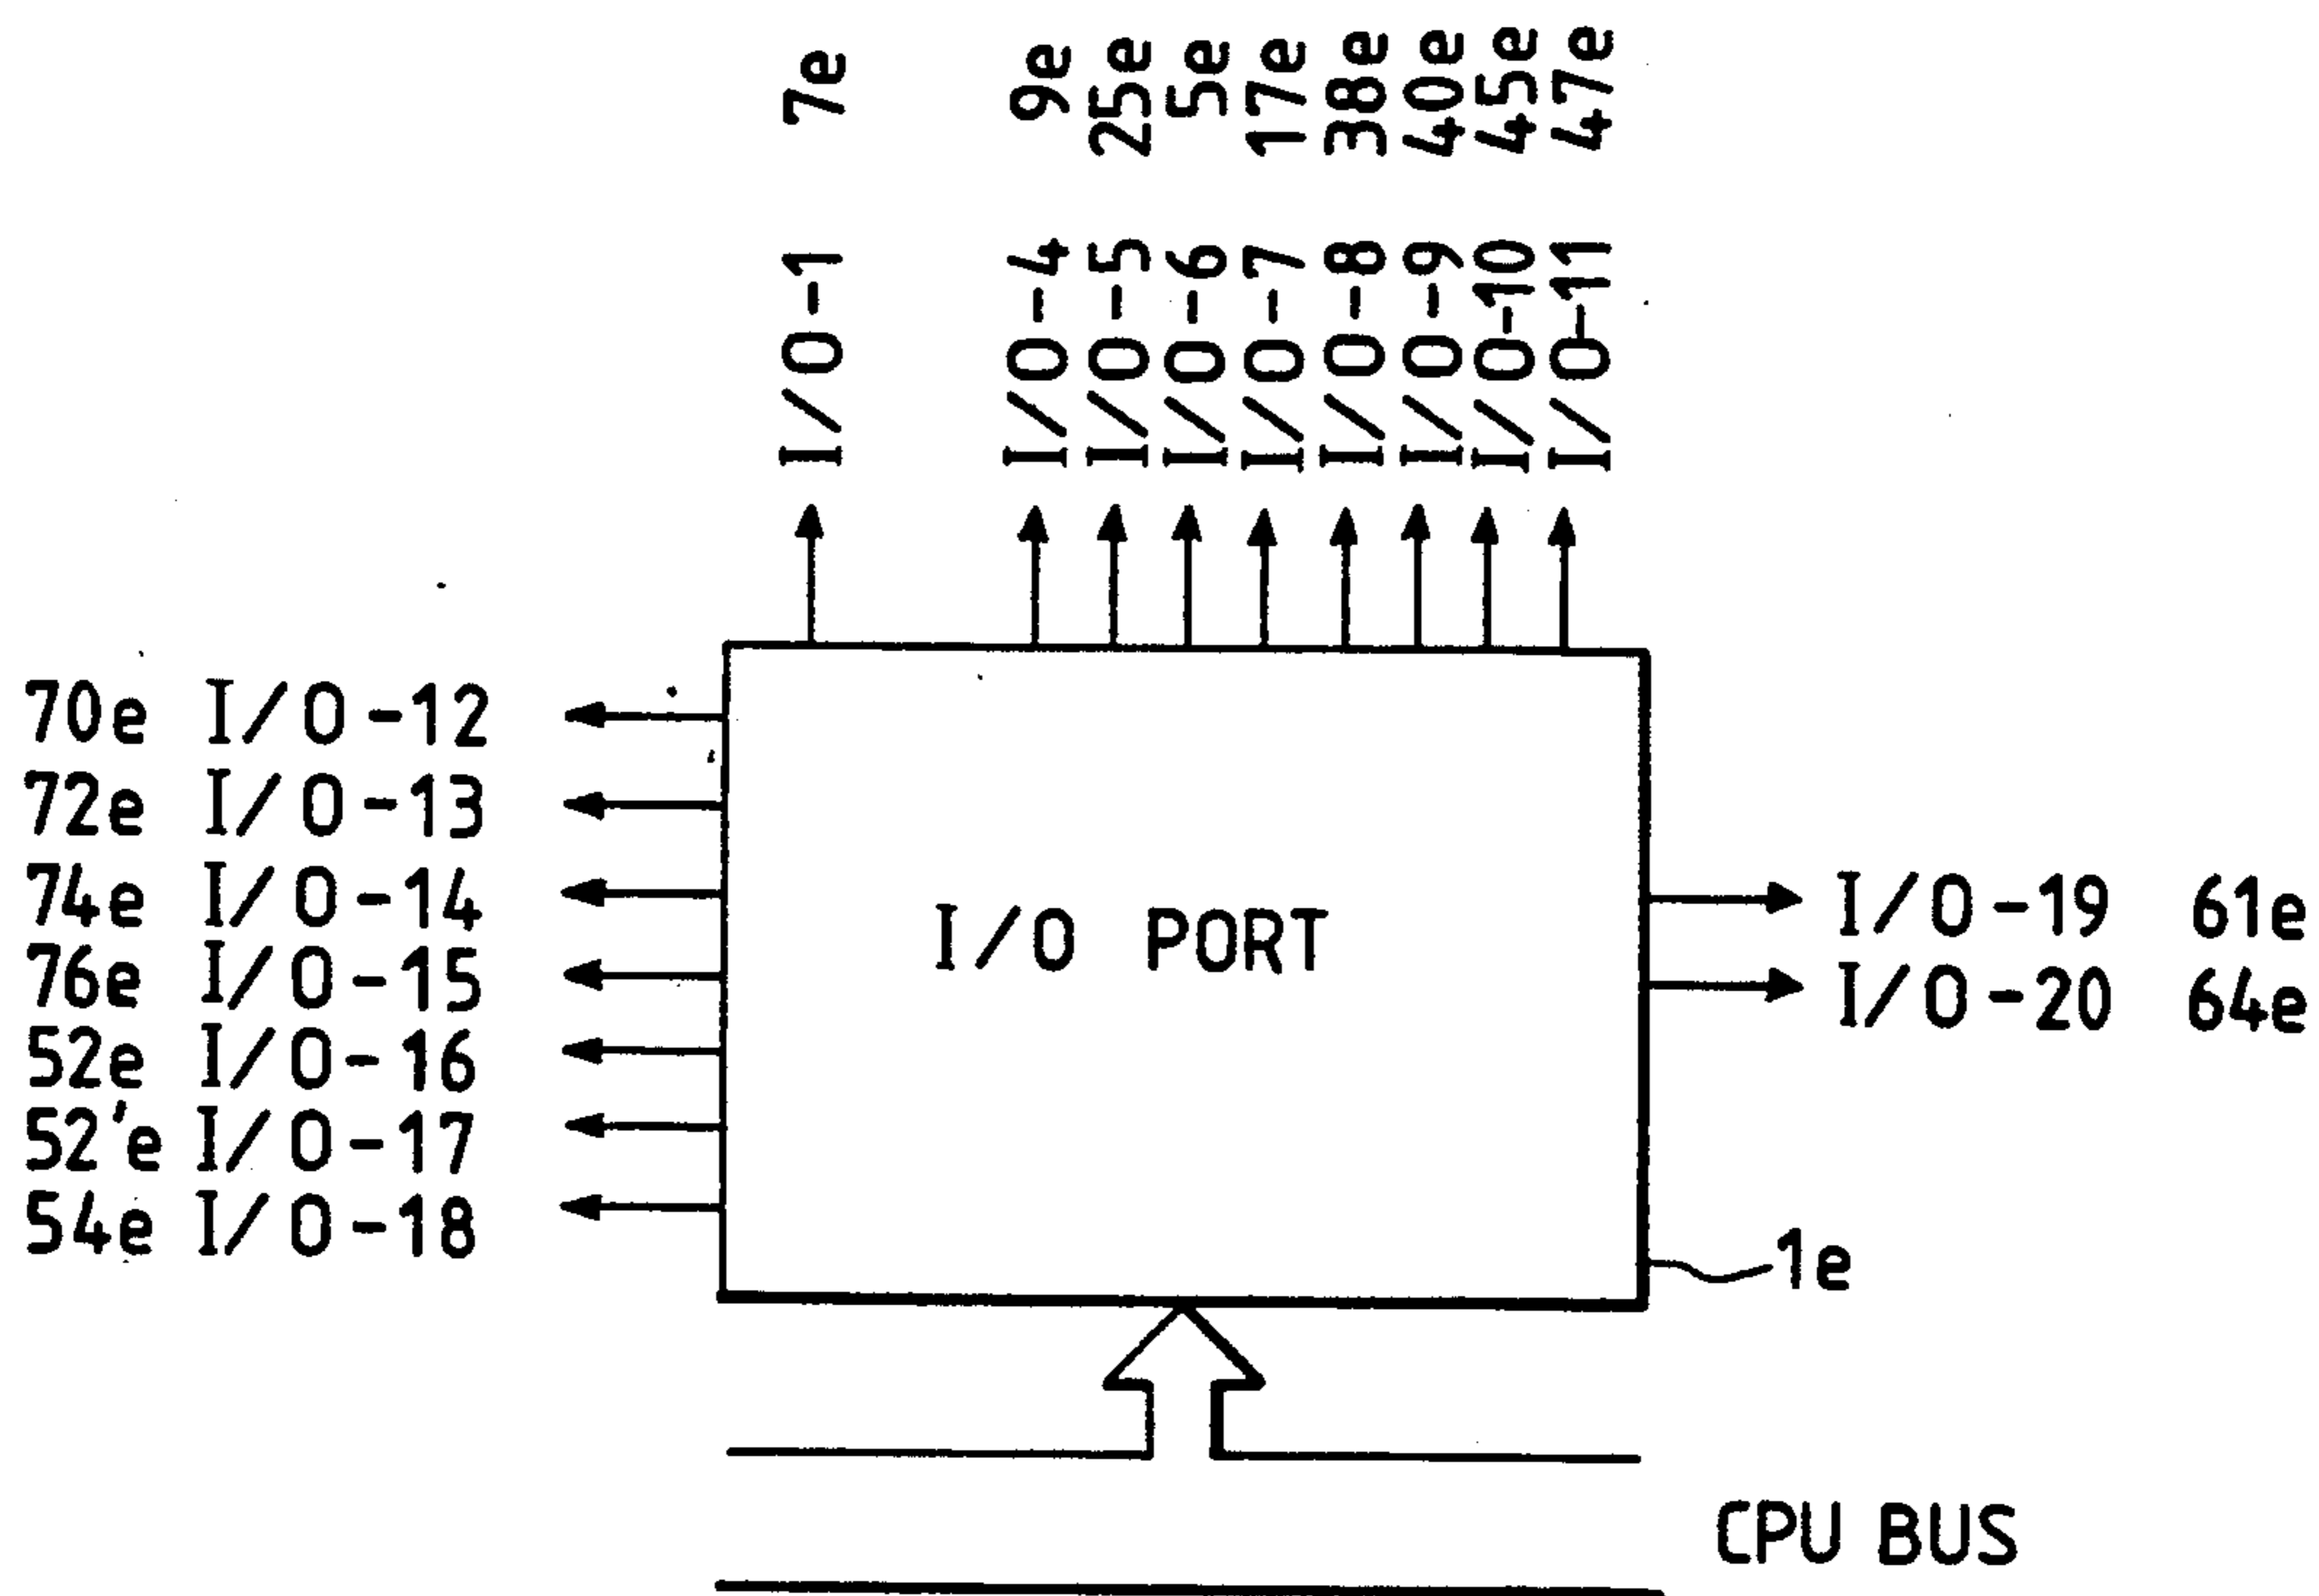 I/O-1 7e
I/O-4 9e
I/O-5 25e
I/O-6 5e
I/O-7 17e
I/O-8 38e
I/O-9 40e
I/O-10 45e
I/O-11 47e
70e I/O-12
72e I/O-13
74e I/O-14
76e I/O-15
52e I/O-16
52'e I/O-17
54e I/O-18
I/O PORT
I/O-19 61e
I/O-20 64e
1e
CPU BUS